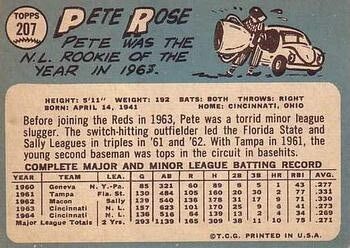 TOPPS
207
PETE ROSE
PETE WAS THE
N.L. ROOKIE OF THE
YEAR IN 1963.
HEIGHT: 5'11" WEIGHT: 192 BATS: BOTH THROWS: RIGHT
BORN: APRIL 14, 1941 HOME: CINCINNATI, OHIO
Before joining the Reds in 1963, Pete was a torrid minor league
slugger. The switch-hitting outfielder led the Florida State and
Sally Leagues in triples in '61 and '62. With Tampa in 1961, the
young second baseman was tops in the circuit in basehits.
COMPLETE MAJOR AND MINOR LEAGUE BATTING RECORD
YEAR TEAM LEA G AB R H 2B 3B HR RBI AVG.
1960 Geneva N.Y.-Pa. 85 321 60 89 8 5 1 43 .277
1961 Tampa Fla. St. 130 484 105 160 20 30 2 77 .331
1962 Macon Sally 139 540 136 178 31 17 9 71 .330
1963 Cincinnati N.L. 157 623 101 170 25 9 6 41 .273
1964 Cincinnati N.L. 136 516 64 139 13 2 4 34 .269
Major League Totals 2 Yrs. 293 1139 165 309 38 11 10 75 .271
©T.C.G. PRINTED IN U.S.A.